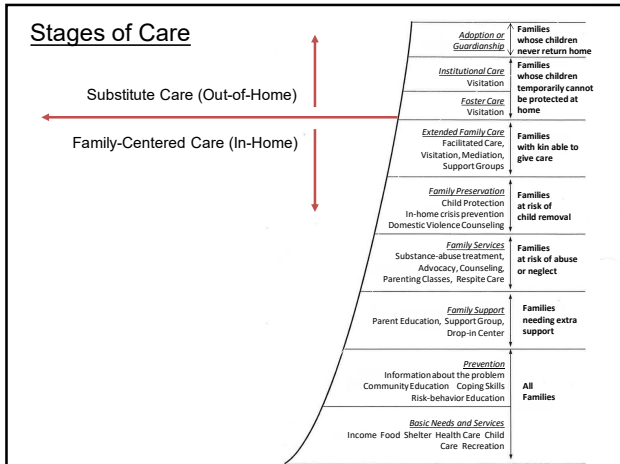 Stages of Care
Substitute Care (Out-of-Home)
Family-Centered Care (In-Home)
Adoption or
Guardianship
Families
whose children
never return home
Institutional Care
Visitation
Foster Care
Visitation
Families
whose children
temporarily cannot
be protected at
home
Extended Family Care
Facilitated Care,
Visitation, Mediation,
Support Groups
Families
with kin able to
give care
Family Preservation
Child Protection
In-home crisis prevention
Domestic Violence Counseling
Families
at risk of
child removal
Family Services
Substance-abuse treatment,
Advocacy, Counseling,
Parenting Classes, Respite Care
Families
at risk of abuse
or neglect
Family Support
Parent Education, Support Group,
Drop-in Center
Families
needing extra
support
Prevention
Information about the problem
Community Education Coping Skills
Risk-behavior Education
Basic Needs and Services
Income Food Shelter Health Care Child
Care Recreation
All
Families